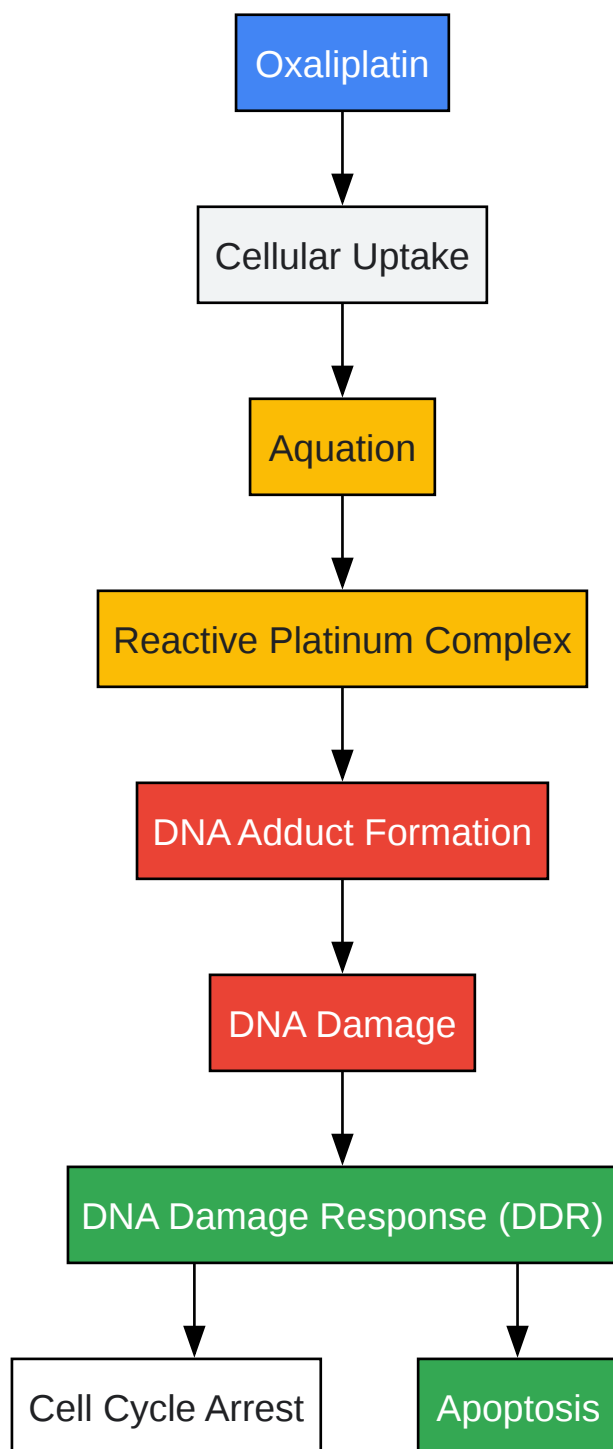 Oxaliplatin
Cellular Uptake
Aquation
Reactive Platinum Complex
DNA Adduct Formation
DNA Damage
DNA Damage Response (DDR)
Cell Cycle Arrest
Apoptosis